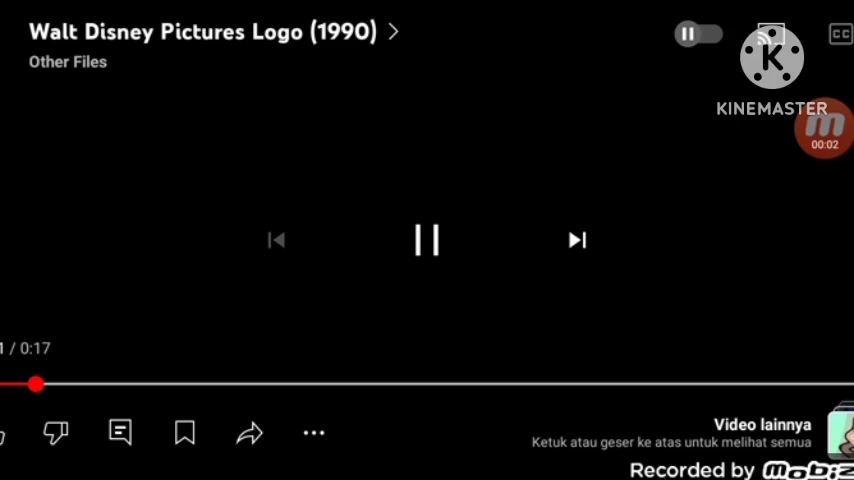 Walt Disney Pictures Logo (1990)
Other Files
CC
K
KINEMASTER
m
00:02
/ 0:17
Video lainnya
Ketuk atau geser ke atas untuk melihat semua
Recorded by